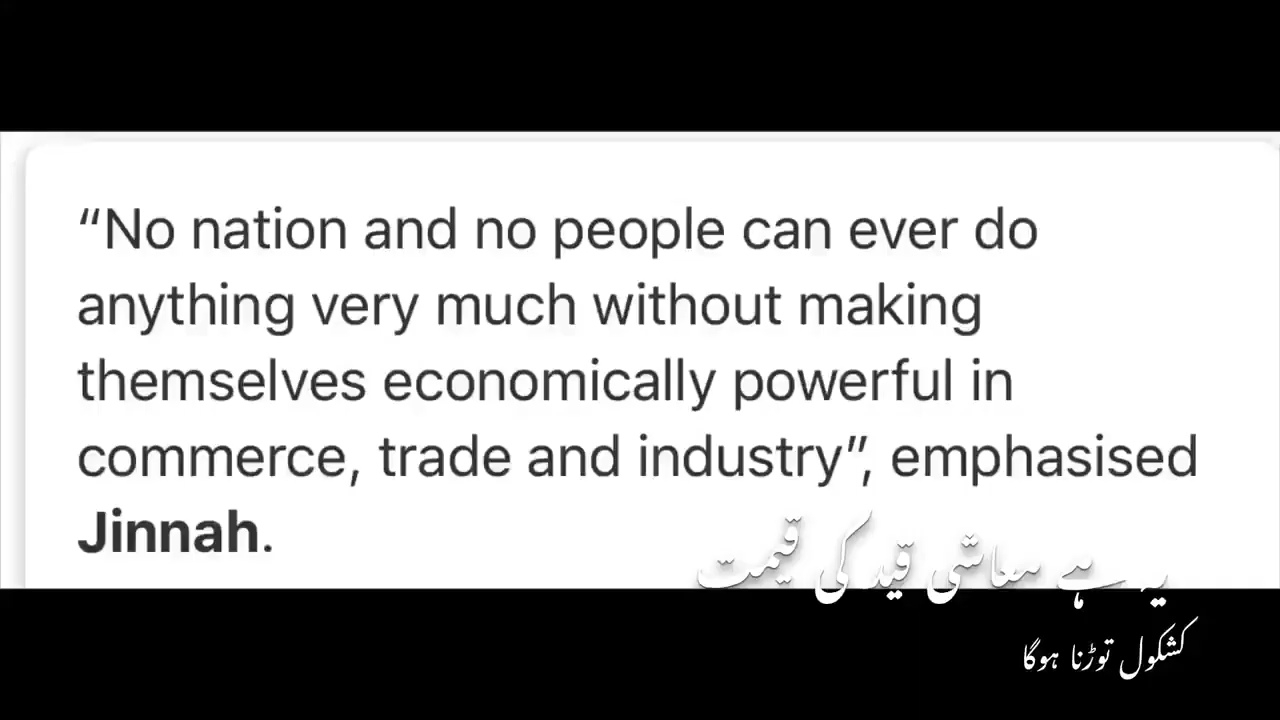 “No nation and no people can ever do
anything very much without making
themselves economically powerful in
commerce, trade and industry”, emphasised
Jinnah.
یہ ہے معاشی قید کی قیمت
کشکول توڑنا ہوگا